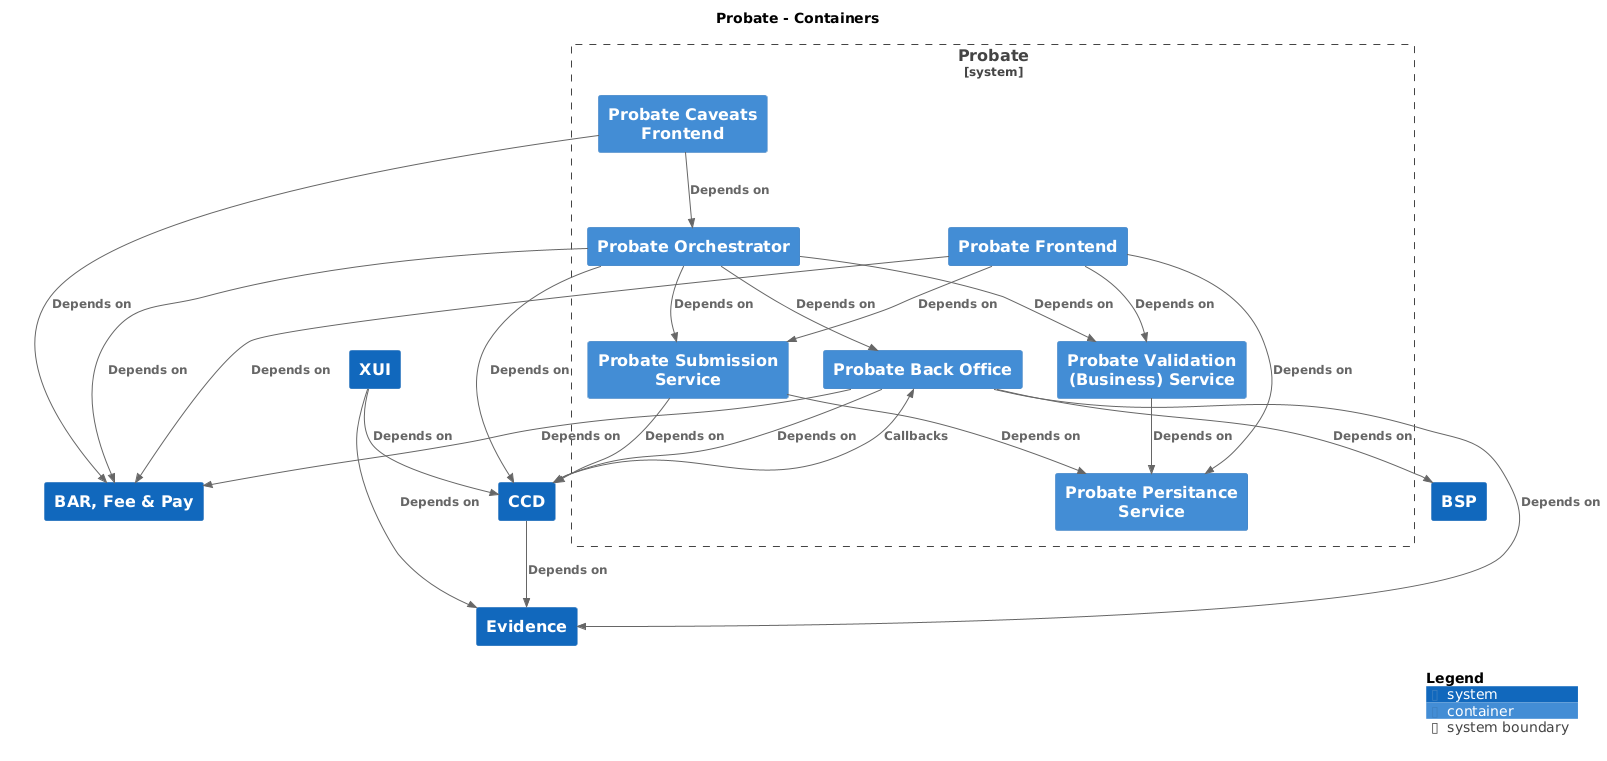 Probate - Containers
Probate
[system]
Probate Caveats
Frontend
Depends on
Probate Orchestrator
Probate Frontend
Depends on
Depends on
Depends on
Depends on
Depends on
Depends on
Depends on
Depends on
Depends on
Depends on
XUI
Probate Submission
Service
Probate Back Office
Probate Validation
(Business) Service
Depends on
Depends on
Depends on
Depends on
Depends on
Callbacks
Depends on
Depends on
Depends on
BAR, Fee & Pay
Depends on
CCD
Probate Persitance
Service
BSP
Depends on
Depends on
Evidence
Legend
system
container
system boundary